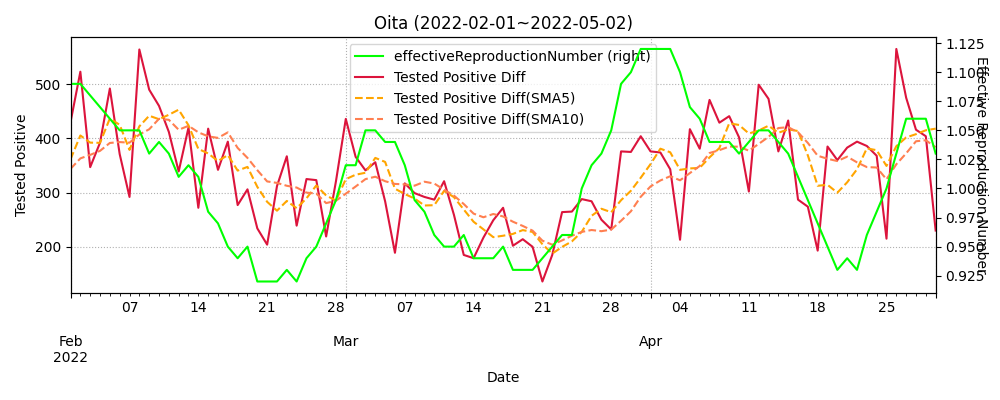 Oita (2022-02-01~2022-05-02)
effectiveReproductionNumber (right)
Tested Positive Diff
Tested Positive Diff(SMA5)
Tested Positive Diff(SMA10)
Tested Positive
500
400
300
200
Effective Reproduction Number
1.125
1.100
1.075
1.050
1.025
1.000
0.975
0.950
0.925
07 14 21 28 07 14 21 28 04 11 18 25
Feb Mar Apr
2022
Date